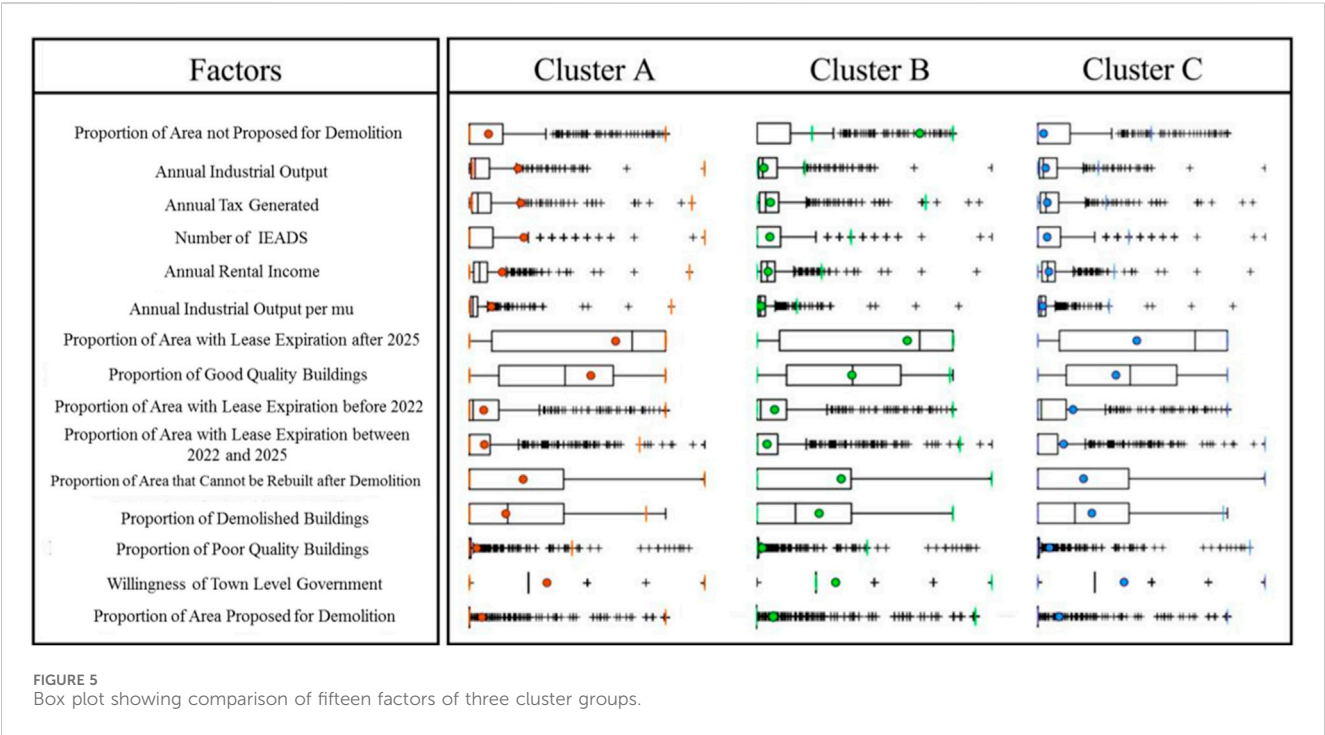 Factors
Cluster A
Cluster B
Cluster C
Proportion of Area not Proposed for Demolition
Annual Industrial Output
Annual Tax Generated
Number of IEADS
Annual Rental Income
Annual Industrial Output per mu
Proportion of Area with Lease Expiration after 2025
Proportion of Good Quality Buildings
Proportion of Area with Lease Expiration before 2022
Proportion of Area with Lease Expiration between
2022 and 2025
Proportion of Area that Cannot be Rebuilt after Demolition
Proportion of Demolished Buildings
Proportion of Poor Quality Buildings
Willingness of Town Level Government
Proportion of Area Proposed for Demolition
FIGURE 5
Box plot showing comparison of fifteen factors of three cluster groups.